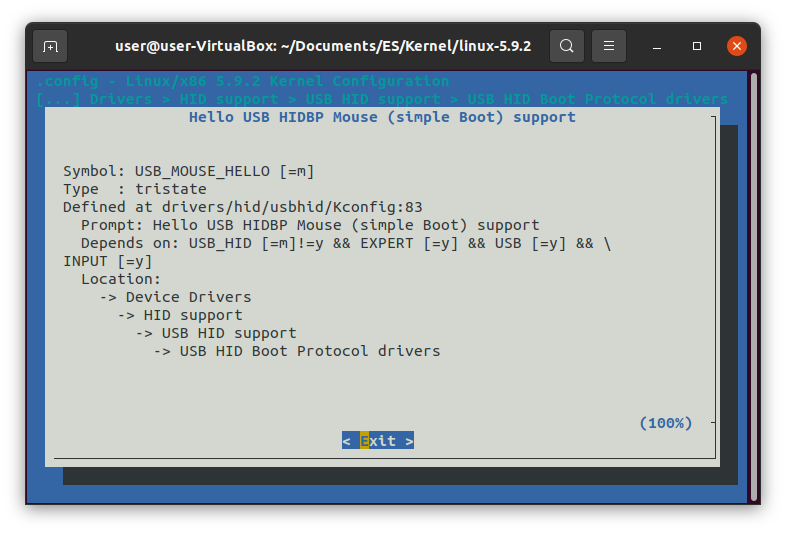 user@user-VirtualBox: ~/Documents/ES/Kernel/linux-5.9.2
.config - Linux/x86 5.9.2 Kernel Configuration
[...] Drivers > HID support > USB HID support > USB HID Boot Protocol drivers
Hello USB HIDBP Mouse (simple Boot) support
Symbol: USB_MOUSE_HELLO [=m]
Type  : tristate
Defined at drivers/hid/usbhid/Kconfig:83
  Prompt: Hello USB HIDBP Mouse (simple Boot) support
  Depends on: USB_HID [=m]!=y && EXPERT [=y] && USB [=y] && \
INPUT [=y]
  Location:
    -> Device Drivers
      -> HID support
        -> USB HID support
          -> USB HID Boot Protocol drivers
(100%)
< Exit >